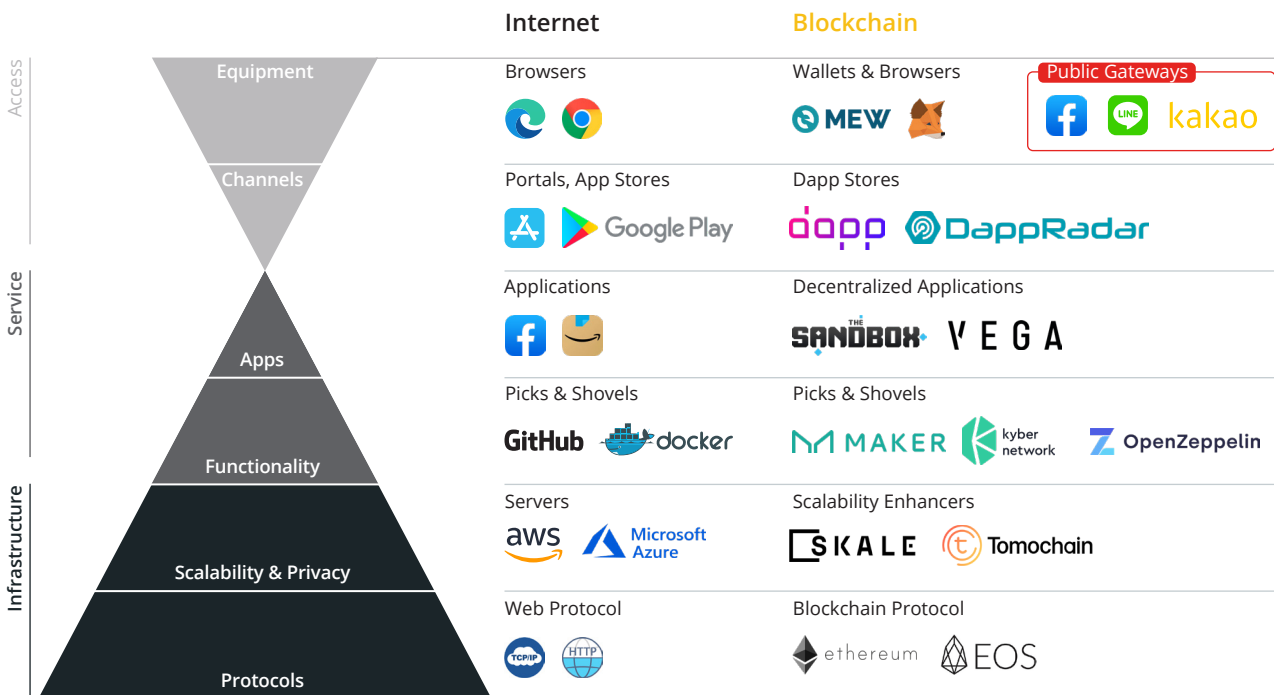 Internet
Blockchain
Access
Equipment
Browsers
Wallets & Browsers
Public Gateways
MEW
LINE
kakao
Channels
Portals, App Stores
Dapp Stores
Google Play
dapp
DappRadar
Service
Apps
Applications
Decentralized Applications
THE
SANDBOX
VEGA
Functionality
Picks & Shovels
Picks & Shovels
GitHub
docker
MAKER
kyber
network
OpenZeppelin
Infrastructure
Scalability & Privacy
Servers
Scalability Enhancers
aws
Microsoft
Azure
SKALE
Tomochain
Protocols
Web Protocol
Blockchain Protocol
TCP/IP
HTTP
ethereum
EOS